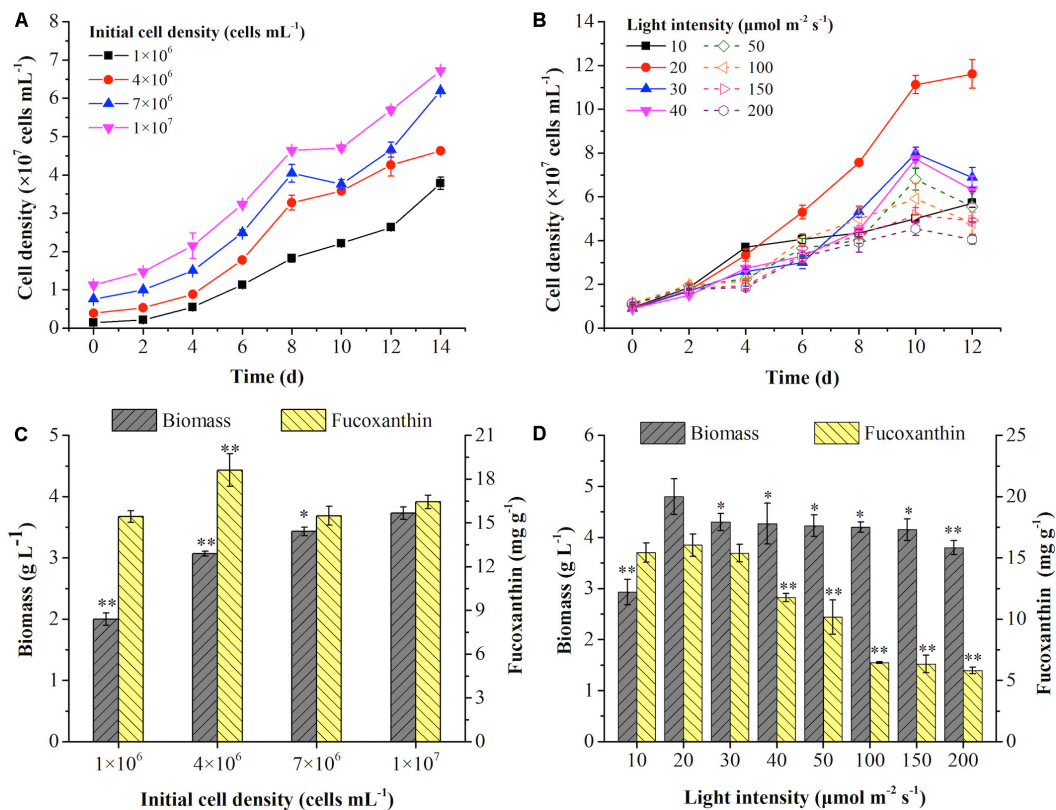 A
Initial cell density (cells mL⁻¹)
1×10⁶
4×10⁶
7×10⁶
1×10⁷
Cell density (×10⁷ cells mL⁻¹)
8
7
6
5
4
3
2
1
0
0 2 4 6 8 10 12 14
Time (d)
B
Light intensity (μmol m⁻² s⁻¹)
10 50
20 100
30 150
40 200
Cell density (×10⁷ cells mL⁻¹)
14
12
10
8
6
4
2
0
0 2 4 6 8 10 12
Time (d)
C
Biomass Fucoxanthin
Biomass (g L⁻¹)
5
4
3
2
1
0
** ** ** *
Fucoxanthin (mg g⁻¹)
21
18
15
12
9
6
3
0
1×10⁶ 4×10⁶ 7×10⁶ 1×10⁷
Initial cell density (cells mL⁻¹)
D
Biomass Fucoxanthin
Biomass (g L⁻¹)
6
5
4
3
2
1
0
** * * ** * ** * ** * ** ** **
Fucoxanthin (mg g⁻¹)
25
20
15
10
5
0
10 20 30 40 50 100 150 200
Light intensity (μmol m⁻² s⁻¹)